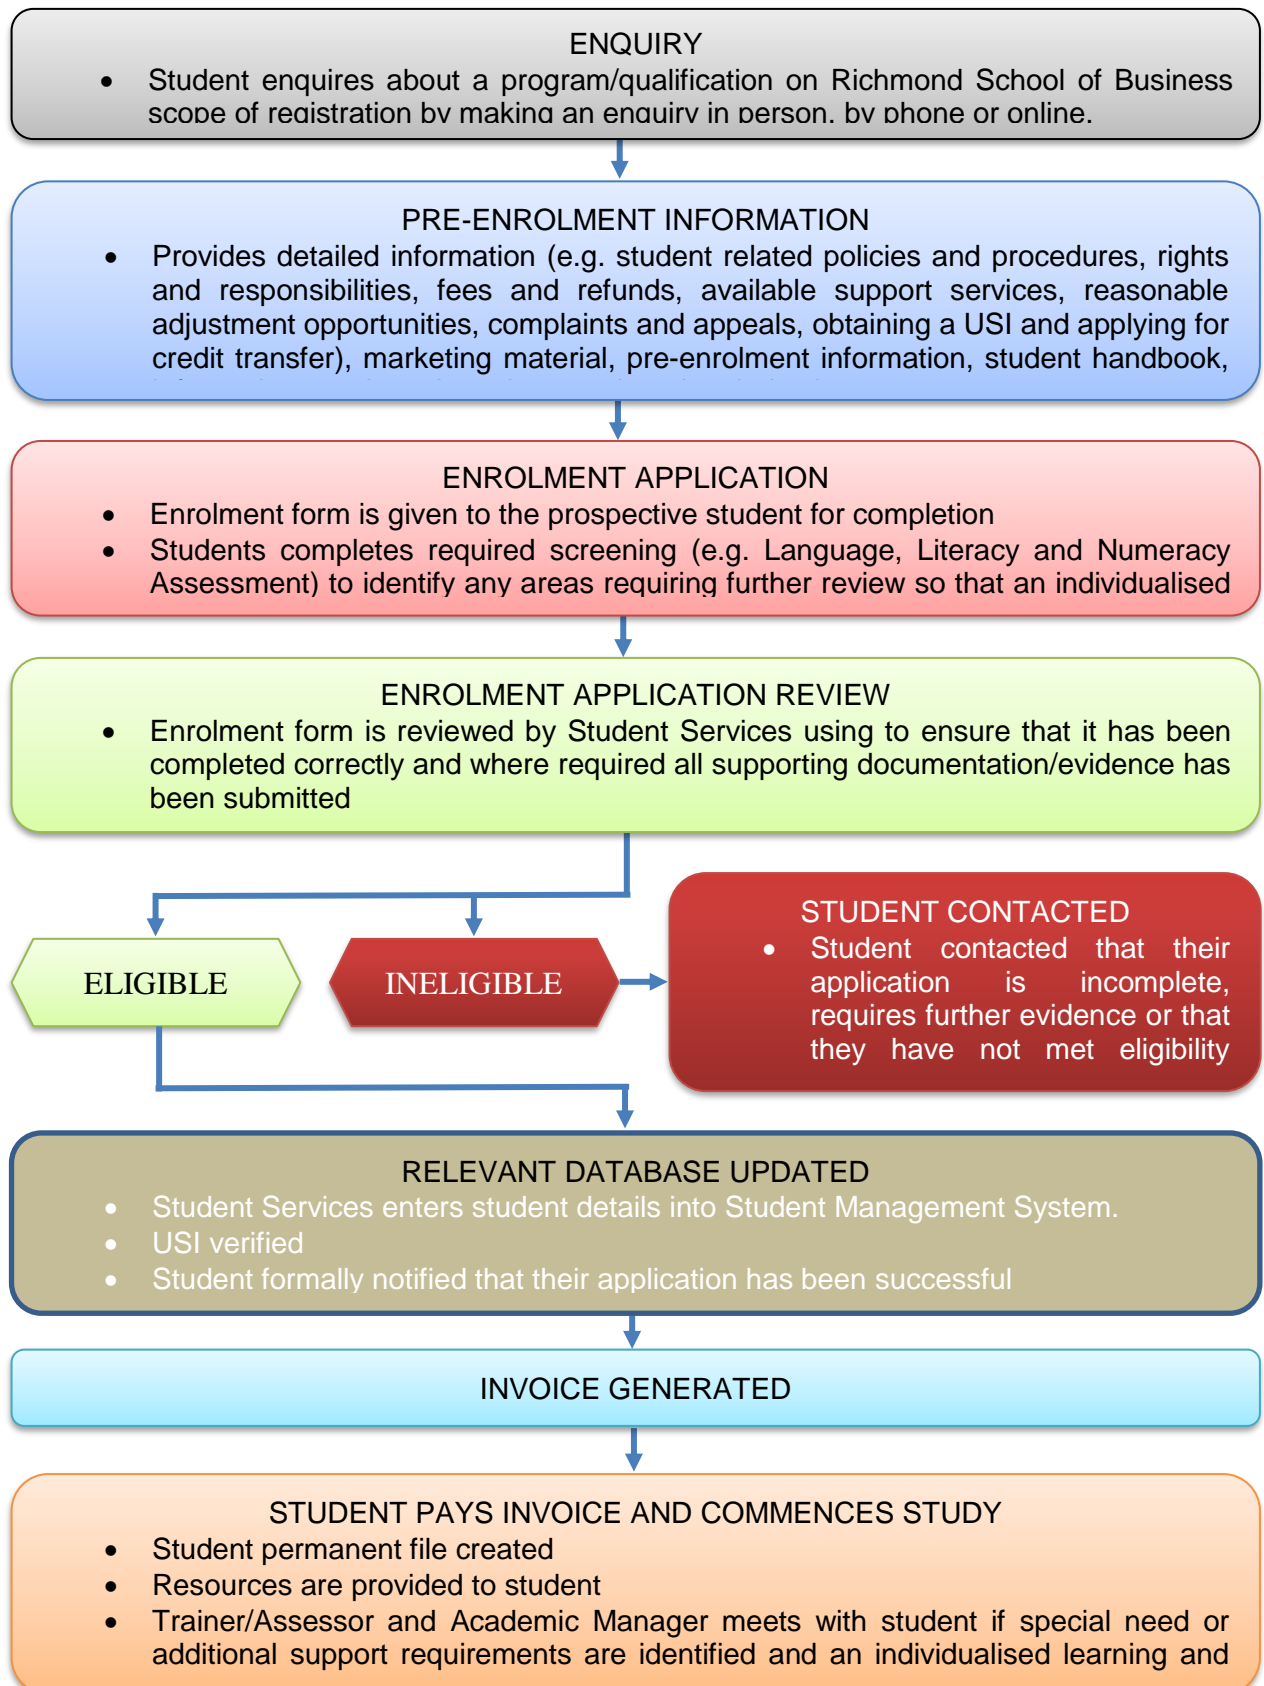 ENQUIRY
• Student enquires about a program/qualification on Richmond School of Business
scope of registration by making an enquiry in person, by phone or online.
PRE-ENROLMENT INFORMATION
• Provides detailed information (e.g. student related policies and procedures, rights
and responsibilities, fees and refunds, available support services, reasonable
adjustment opportunities, complaints and appeals, obtaining a USI and applying for
credit transfer), marketing material, pre-enrolment information, student handbook,
ENROLMENT APPLICATION
• Enrolment form is given to the prospective student for completion
• Students completes required screening (e.g. Language, Literacy and Numeracy
Assessment) to identify any areas requiring further review so that an individualised
ENROLMENT APPLICATION REVIEW
• Enrolment form is reviewed by Student Services using to ensure that it has been
completed correctly and where required all supporting documentation/evidence has
been submitted
ELIGIBLE
INELIGIBLE
STUDENT CONTACTED
• Student contacted that their
application is incomplete,
requires further evidence or that
they have not met eligibility
RELEVANT DATABASE UPDATED
• Student Services enters student details into Student Management System.
• USI verified
• Student formally notified that their application has been successful
INVOICE GENERATED
STUDENT PAYS INVOICE AND COMMENCES STUDY
• Student permanent file created
• Resources are provided to student
• Trainer/Assessor and Academic Manager meets with student if special need or
additional support requirements are identified and an individualised learning and